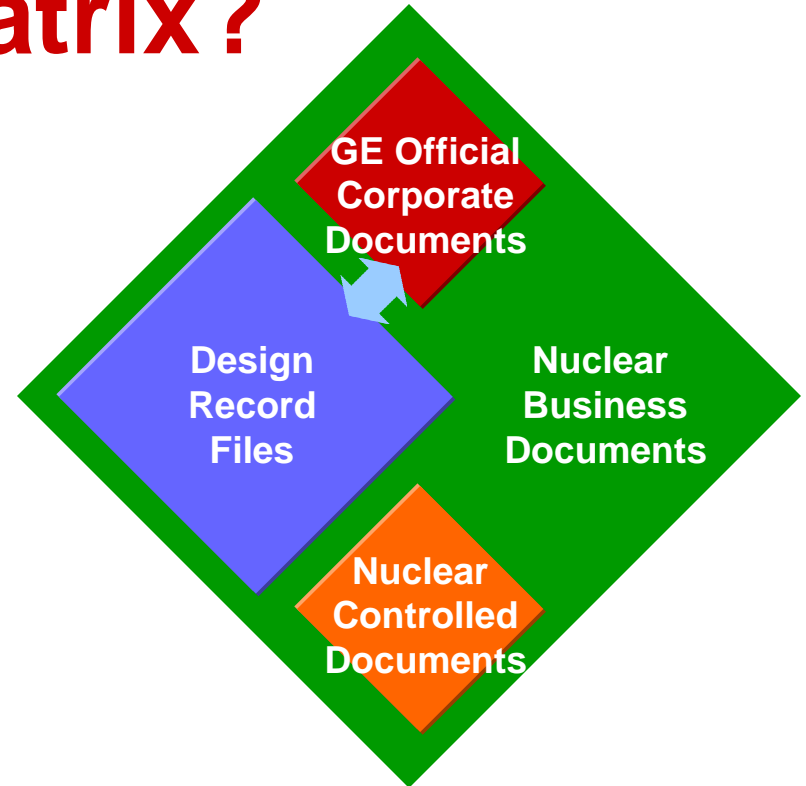 atrix?
GE Official
Corporate
Documents
Design
Record
Files
Nuclear
Business
Documents
Nuclear
Controlled
Documents